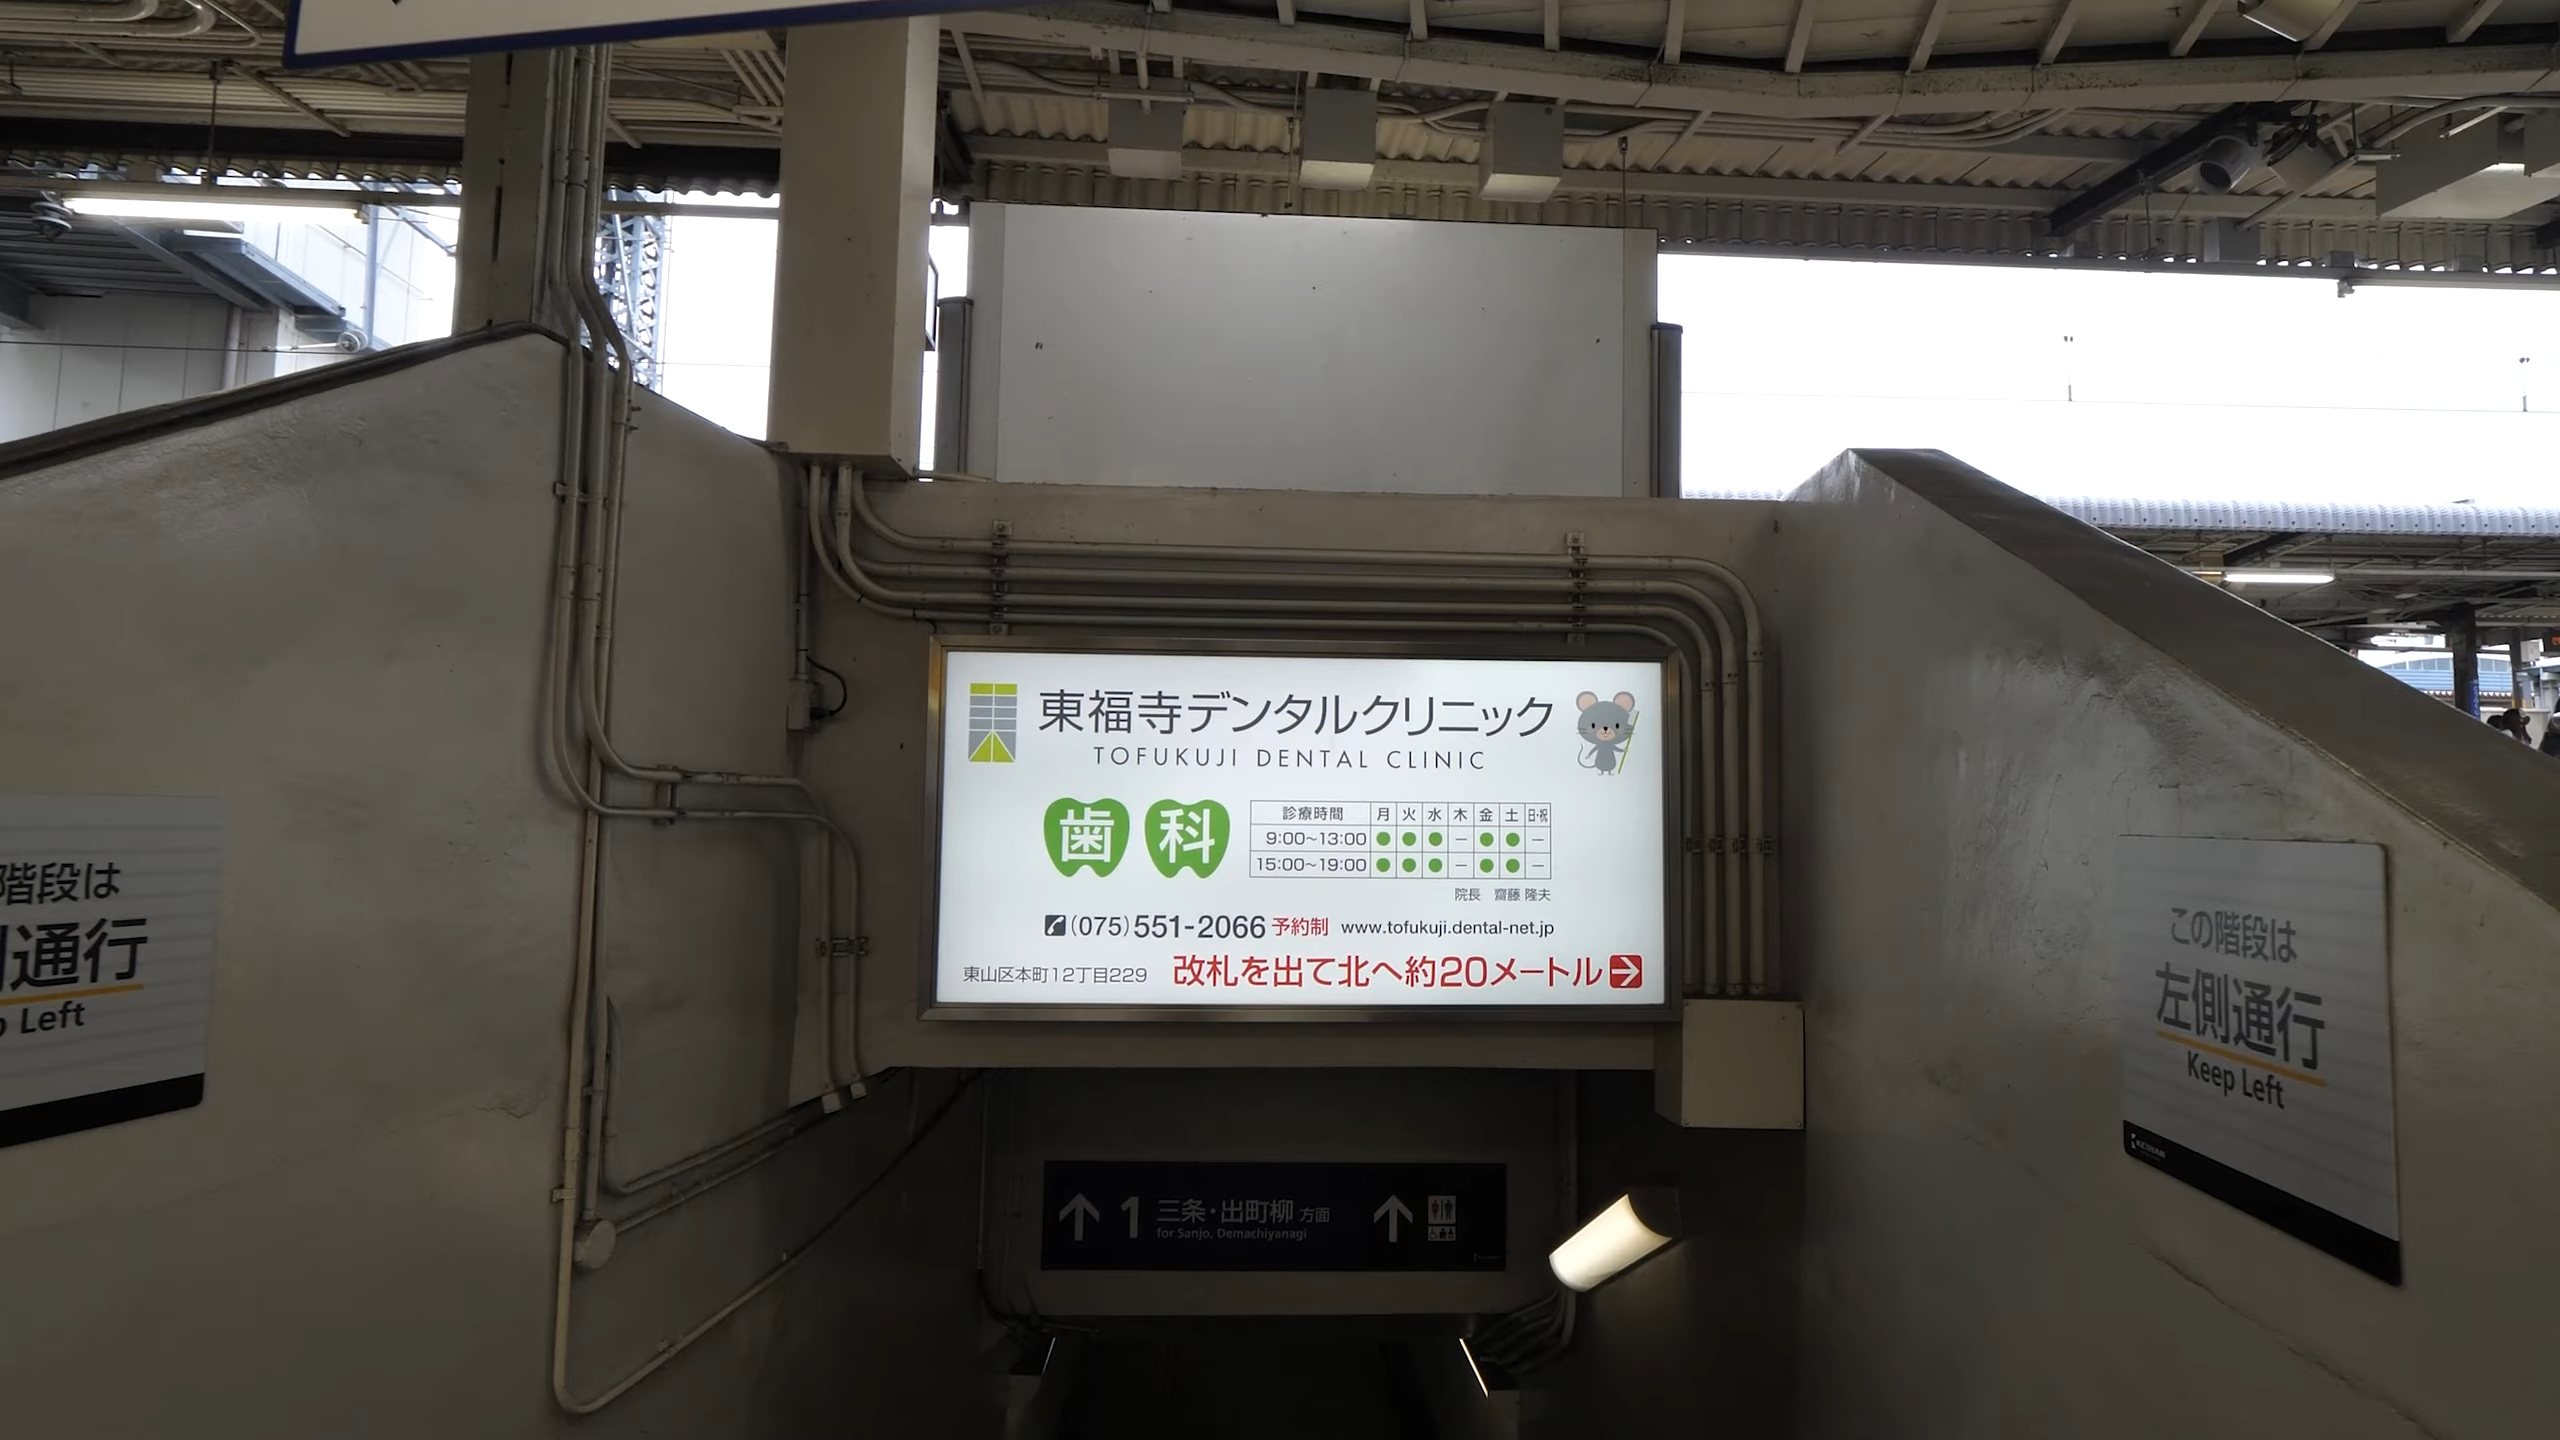 東福寺デンタルクリニック
TOFUKUJI DENTAL CLINIC
歯科
診療時間 月 火 水 木 金 土 日・祝
9:00~13:00 ● ● ● − ● ● −
15:00~19:00 ● ● ● − ● ● −
院長 齋藤 隆夫
(075)551-2066 予約制 www.tofukuji.dental-net.jp
東山区本町12丁目229 改札を出て北へ約20メートル
階段は
側通行
Left
この階段は
左側通行
Keep Left
KEIHAN
1 三条・出町柳 方面
for Sanjo, Demachiyanagi